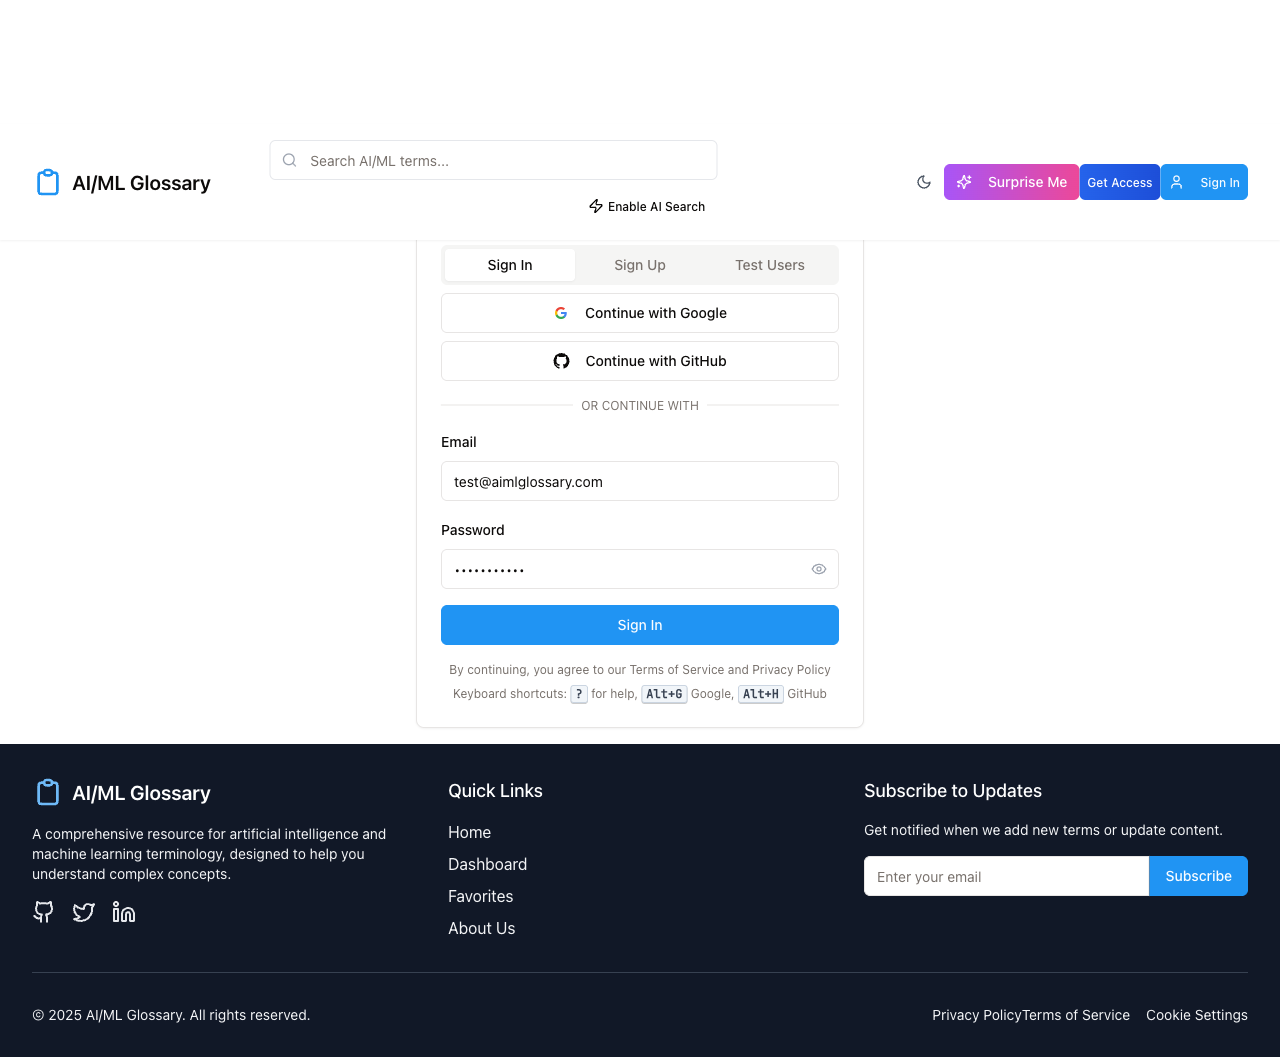 AI/ML Glossary
Search AI/ML terms...
Enable AI Search
Surprise Me
Get Access
Sign In
Sign In
Sign Up
Test Users
Continue with Google
Continue with GitHub
OR CONTINUE WITH
Email
test@aimlglossary.com
Password
•••••••••••
Sign In
By continuing, you agree to our Terms of Service and Privacy Policy
Keyboard shortcuts: ? for help, Alt+G Google, Alt+H GitHub
AI/ML Glossary
A comprehensive resource for artificial intelligence and
machine learning terminology, designed to help you
understand complex concepts.
Quick Links
Home
Dashboard
Favorites
About Us
Subscribe to Updates
Get notified when we add new terms or update content.
Enter your email
Subscribe
© 2025 AI/ML Glossary. All rights reserved.
Privacy Policy
Terms of Service
Cookie Settings